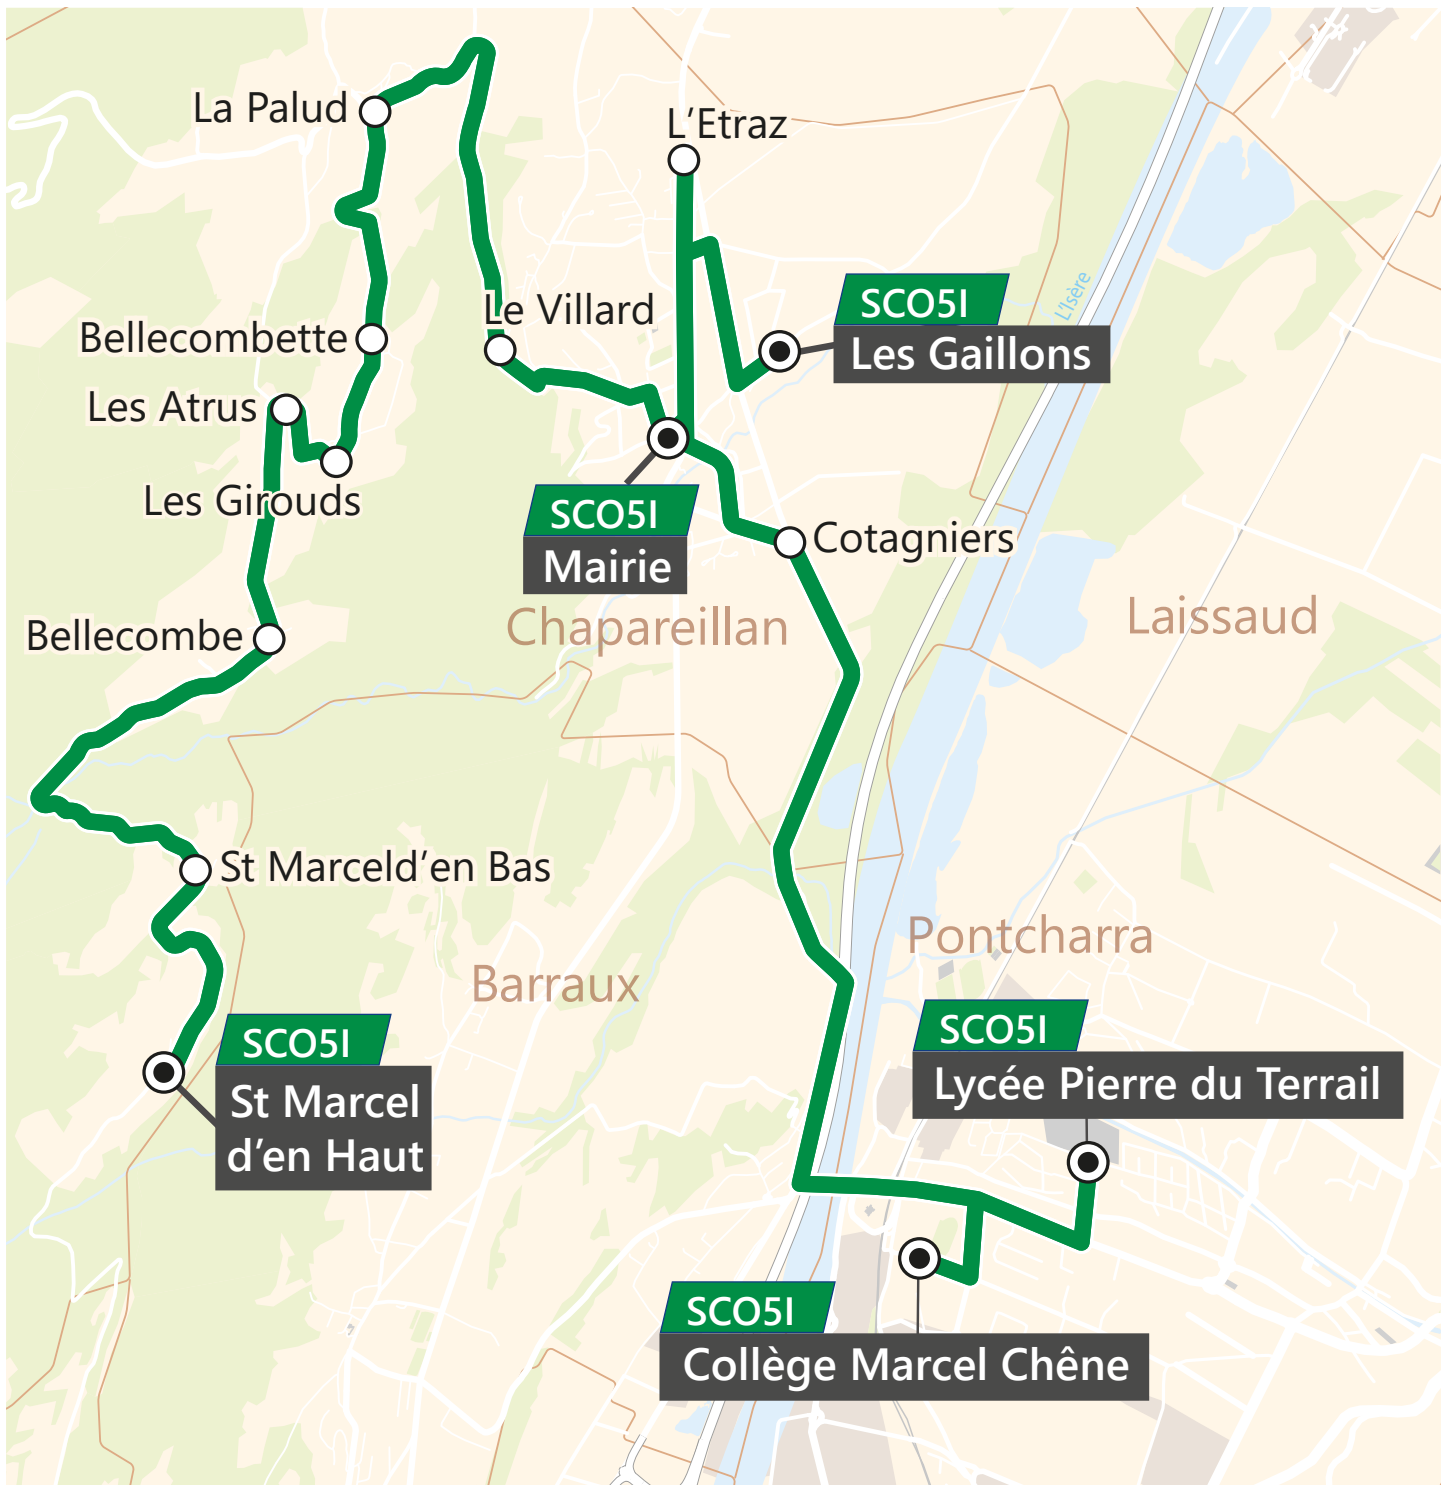 La Palud
L'Etraz
L'Isère
SCO5I
Les Gaillons
Le Villard
Bellecombette
Les Atrus
Les Girouds
SCO5I
Mairie
Cotagniers
Chapareillan
Laissaud
Bellecombe
St Marceld'en Bas
Pontcharra
Barraux
SCO5I
St Marcel
d'en Haut
SCO5I
Lycée Pierre du Terrail
SCO5I
Collège Marcel Chêne